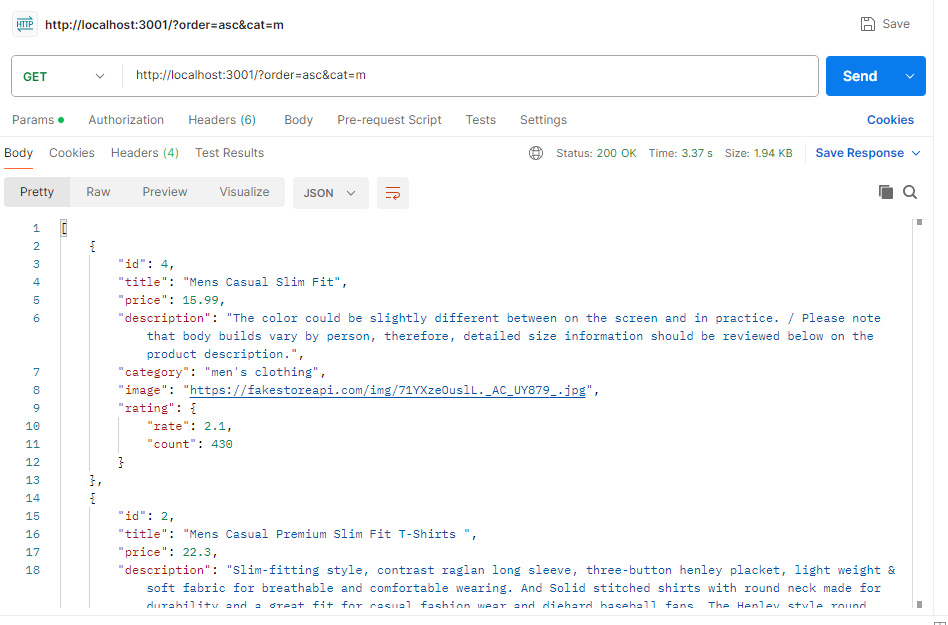 HTTP http://localhost:3001/?order=asc&cat=m Save
GET http://localhost:3001/?order=asc&cat=m Send
Params Authorization Headers (6) Body Pre-request Script Tests Settings Cookies
Body Cookies Headers (4) Test Results Status: 200 OK Time: 3.37 s Size: 1.94 KB Save Response
Pretty Raw Preview Visualize JSON
1 [
2 {
3 "id": 4,
4 "title": "Mens Casual Slim Fit",
5 "price": 15.99,
6 "description": "The color could be slightly different between on the screen and in practice. / Please note
that body builds vary by person, therefore, detailed size information should be reviewed below on the
product description.",
7 "category": "men's clothing",
8 "image": "https://fakestoreapi.com/img/71YXzeOuslL._AC_UY879_.jpg",
9 "rating": {
10 "rate": 2.1,
11 "count": 430
12 }
13 },
14 {
15 "id": 2,
16 "title": "Mens Casual Premium Slim Fit T-Shirts ",
17 "price": 22.3,
18 "description": "Slim-fitting style, contrast raglan long sleeve, three-button henley placket, light weight &
soft fabric for breathable and comfortable wearing. And Solid stitched shirts with round neck made for
durability and a great fit for casual fashion wear and diehard baseball fans. The Henley style round